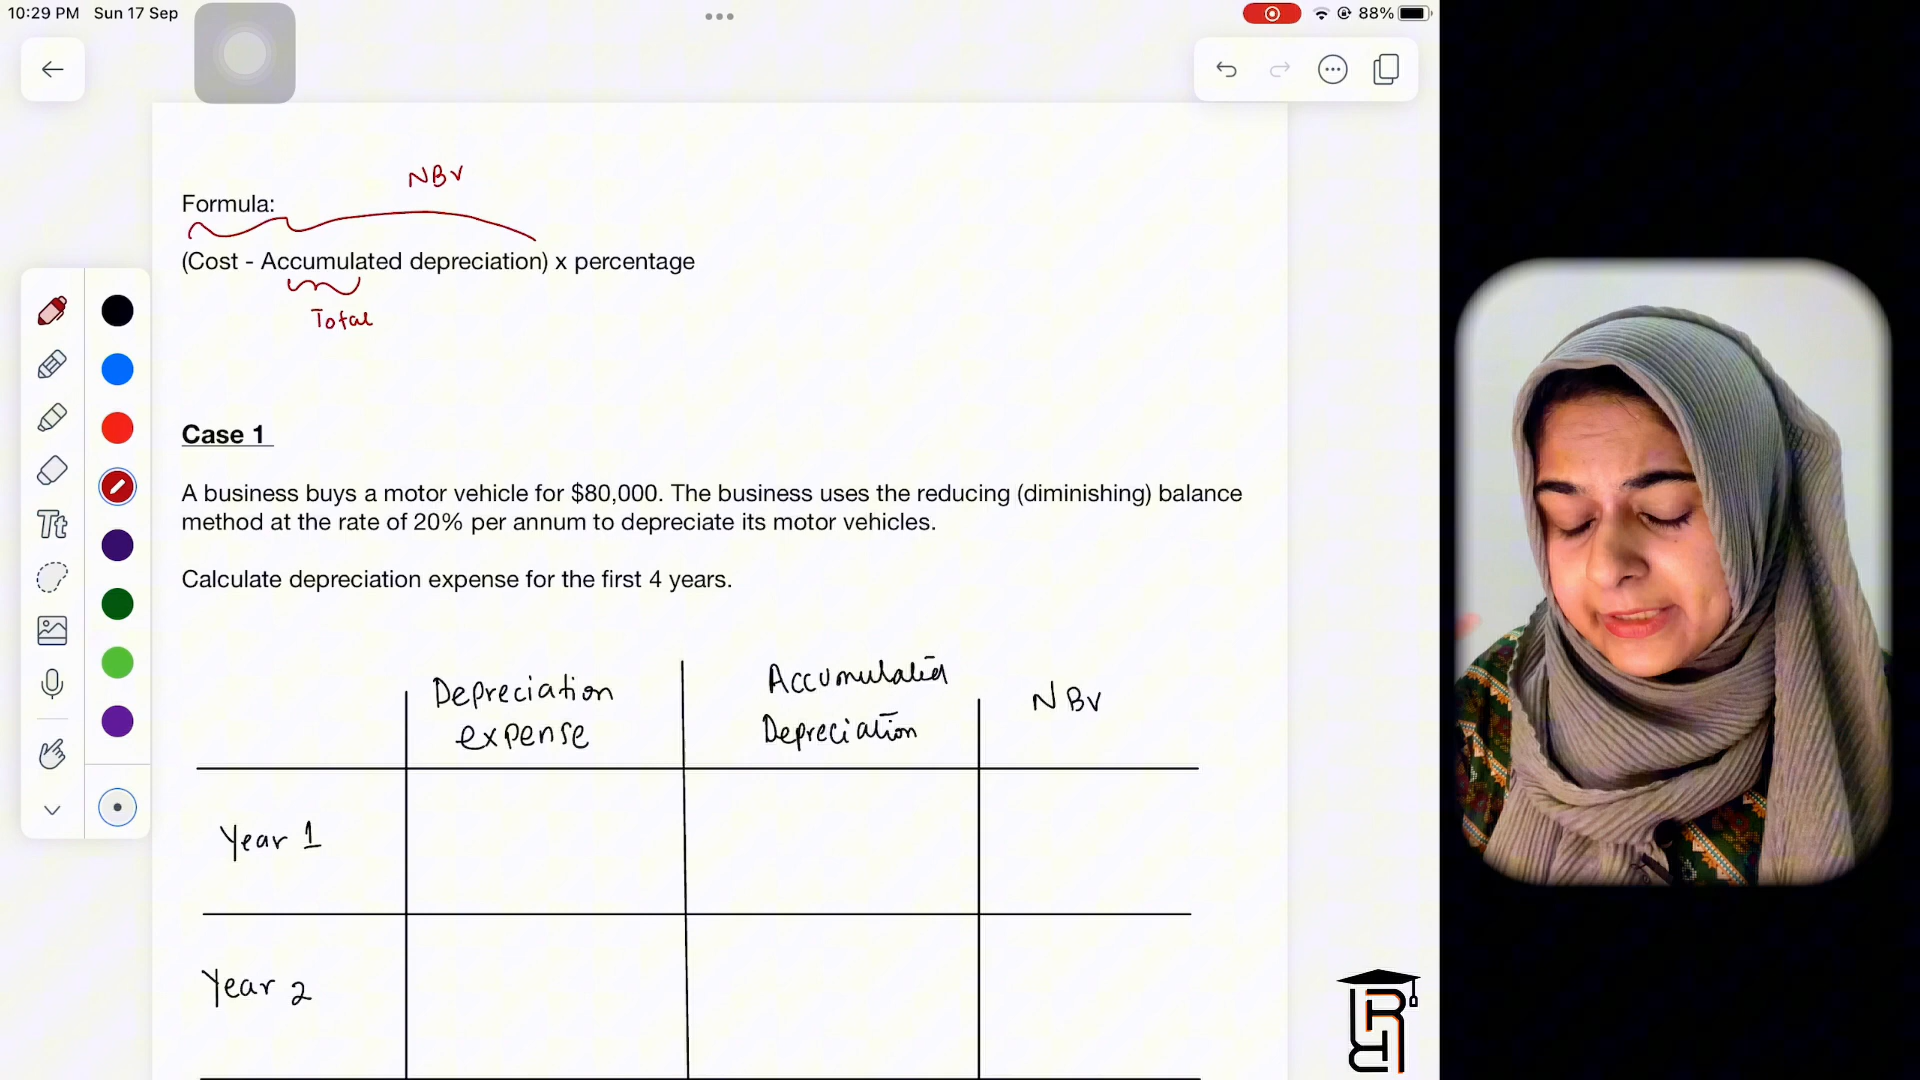 10:29 PM Sun 17 Sep
88%
NBV
Formula:
(Cost - Accumulated depreciation) x percentage
Total
Tt
Case 1
A business buys a motor vehicle for $80,000. The business uses the reducing (diminishing) balance
method at the rate of 20% per annum to depreciate its motor vehicles.
Calculate depreciation expense for the first 4 years.
Depreciation
expense
Accumulated
Depreciation
NBV
Year 1
Year 2